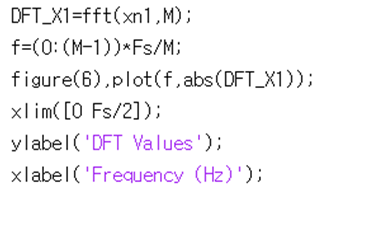 DFT_X1=fft(xn1,M);
f=(0:(M-1))*Fs/M;
figure(6),plot(f,abs(DFT_X1));
xlim([0 Fs/2]);
ylabel('DFT Values');
xlabel('Frequency (Hz)');